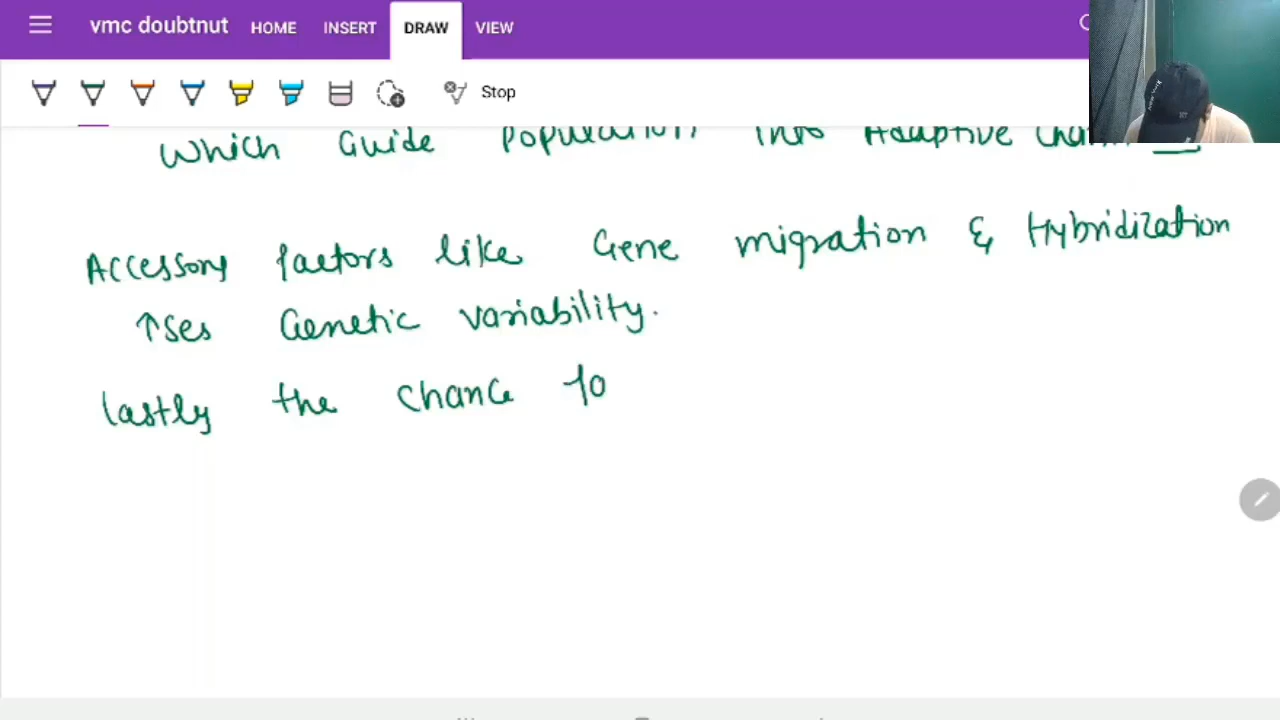 vmc doubtnut HOME INSERT DRAW VIEW
Stop
Which Guide Population into Adaptive
Accessory factors like Gene migration & Hybridization
↑ses Genetic variability.
lastly the chance fo